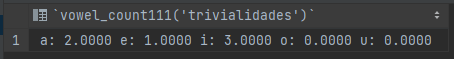 `vowel_count111('trivialidades')`
1 a: 2.0000 e: 1.0000 i: 3.0000 o: 0.0000 u: 0.0000